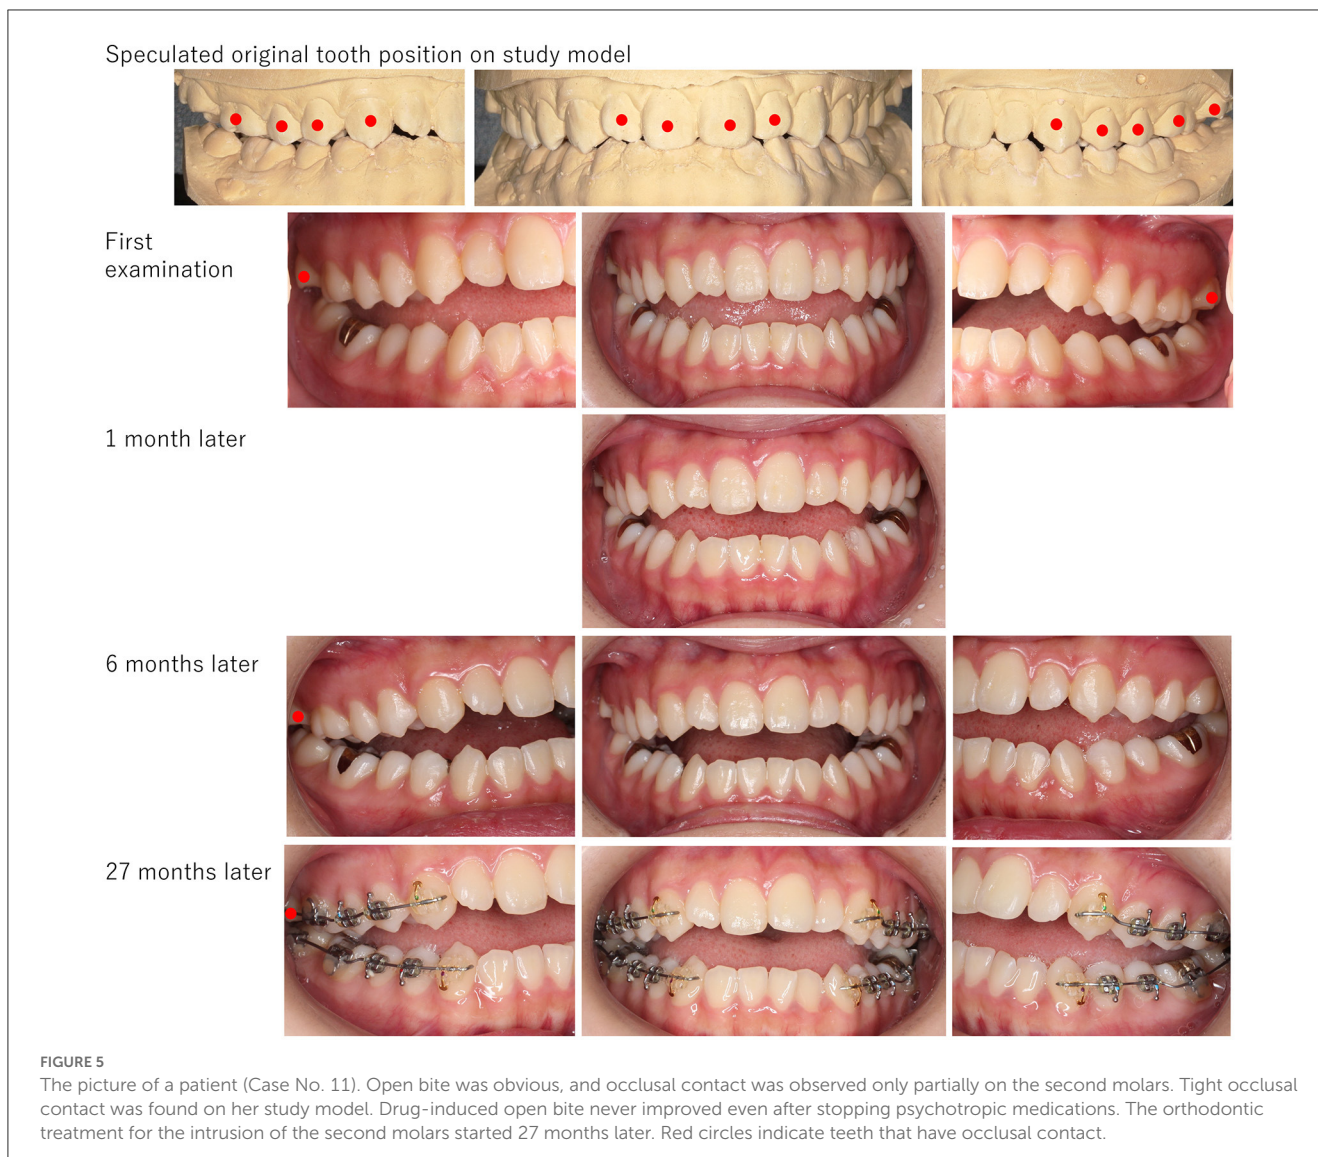 Speculated original tooth position on study model
First
examination
1 month later
6 months later
27 months later
FIGURE 5
The picture of a patient (Case No. 11). Open bite was obvious, and occlusal contact was observed only partially on the second molars. Tight occlusal
contact was found on her study model. Drug-induced open bite never improved even after stopping psychotropic medications. The orthodontic
treatment for the intrusion of the second molars started 27 months later. Red circles indicate teeth that have occlusal contact.